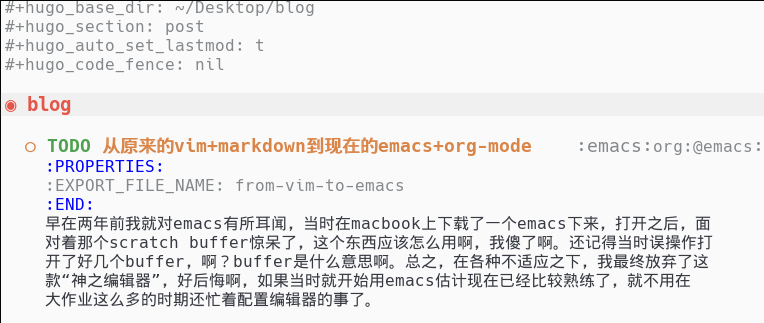 #+hugo_base_dir: ~/Desktop/blog
#+hugo_section: post
#+hugo_auto_set_lastmod: t
#+hugo_code_fence: nil
◉ blog
○ TODO 从原来的vim+markdown到现在的emacs+org-mode :emacs:org:@emacs:
:PROPERTIES:
:EXPORT_FILE_NAME: from-vim-to-emacs
:END:
早在两年前我就对emacs有所耳闻，当时在macbook上下载了一个emacs下来，打开之后，面
对着那个scratch buffer惊呆了，这个东西应该怎么用啊，我傻了啊。还记得当时误操作打
开了好几个buffer，啊？buffer是什么意思啊。总之，在各种不适应之下，我最终放弃了这
款“神之编辑器”，好后悔啊，如果当时就开始用emacs估计现在已经比较熟练了，就不用在
大作业这么多的时期还忙着配置编辑器的事了。